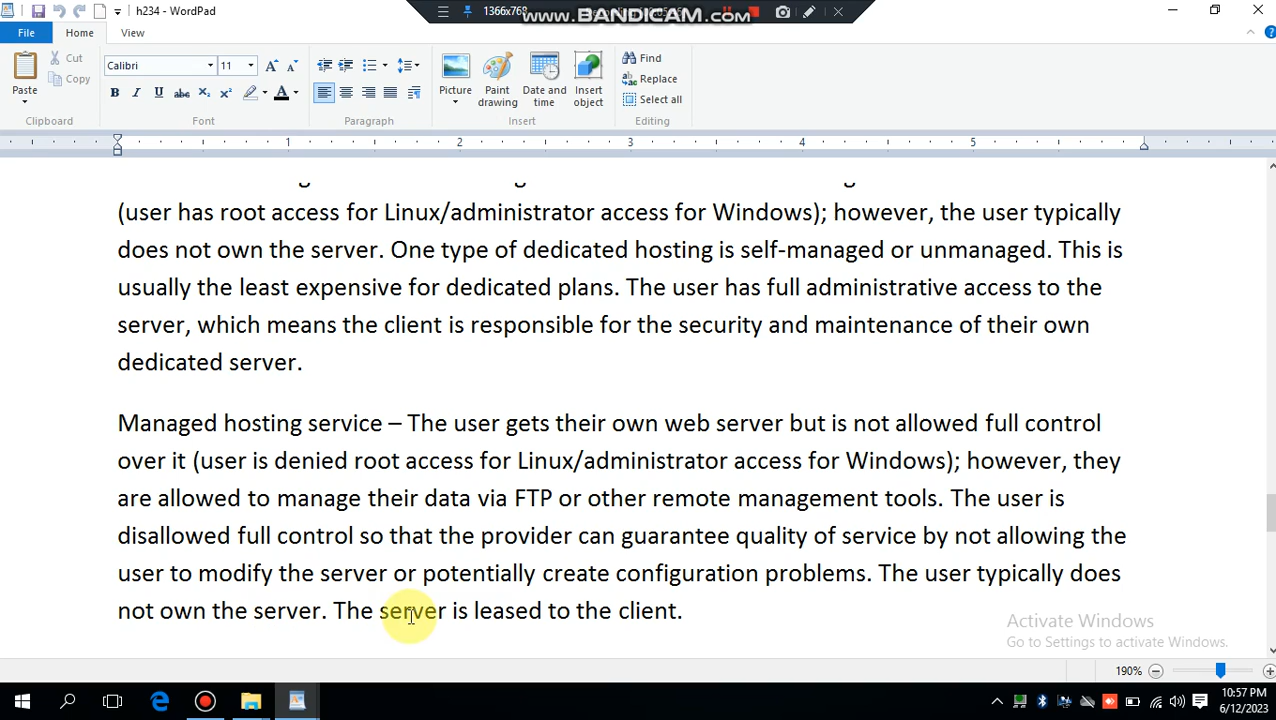 h234 - WordPad
1366x768
www.BANDICAM.com
File
Home
View
Paste
Cut
Copy
Clipboard
Calibri
11
B I U abc X₂ X²
A
Font
Paragraph
Picture
Paint drawing
Date and time
Insert object
Insert
Find
Replace
Select all
Editing
1 2 3 4 5
(user has root access for Linux/administrator access for Windows); however, the user typically
does not own the server. One type of dedicated hosting is self-managed or unmanaged. This is
usually the least expensive for dedicated plans. The user has full administrative access to the
server, which means the client is responsible for the security and maintenance of their own
dedicated server.
Managed hosting service – The user gets their own web server but is not allowed full control
over it (user is denied root access for Linux/administrator access for Windows); however, they
are allowed to manage their data via FTP or other remote management tools. The user is
disallowed full control so that the provider can guarantee quality of service by not allowing the
user to modify the server or potentially create configuration problems. The user typically does
not own the server. The server is leased to the client.
Activate Windows
Go to Settings to activate Windows.
190%
10:57 PM
6/12/2023